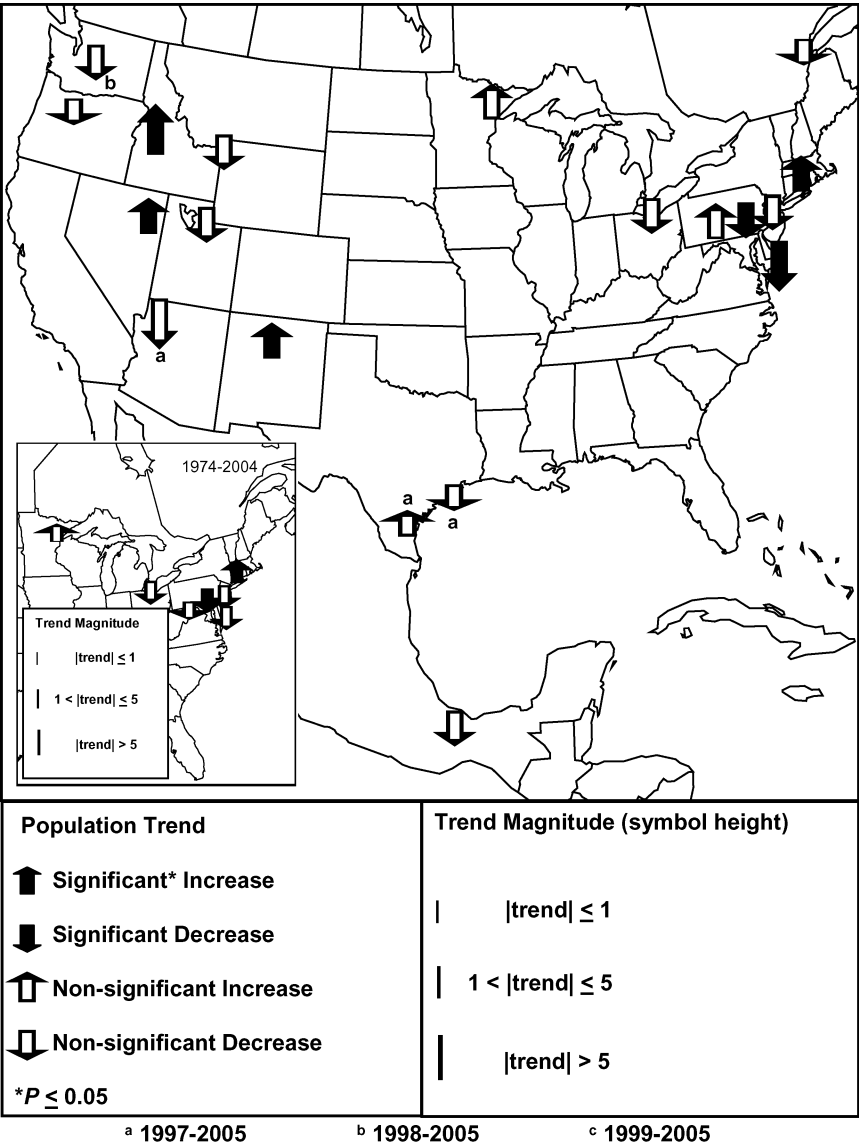 b
a
a
a
1974-2004
Trend Magnitude
|trend| ≤ 1
1 < |trend| ≤ 5
|trend| > 5
Population Trend
Significant* Increase
Significant Decrease
Non-significant Increase
Non-significant Decrease
*P ≤ 0.05
Trend Magnitude (symbol height)
|trend| ≤ 1
1 < |trend| ≤ 5
|trend| > 5
a 1997-2005 b 1998-2005 c 1999-2005